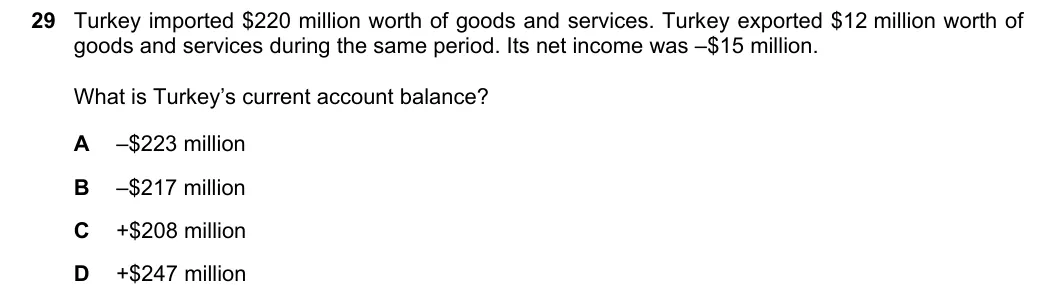 29 Turkey imported $220 million worth of goods and services. Turkey exported $12 million worth of
goods and services during the same period. Its net income was –$15 million.
What is Turkey's current account balance?
A –$223 million
B –$217 million
C +$208 million
D +$247 million